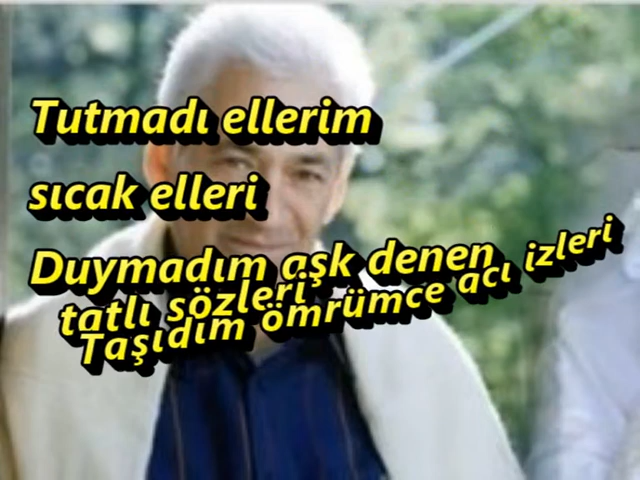 Tutmadı ellerim
sıcak elleri
Duymadım aşk denen
tatlı sözleri
Taşıdım ömrümce acı izleri